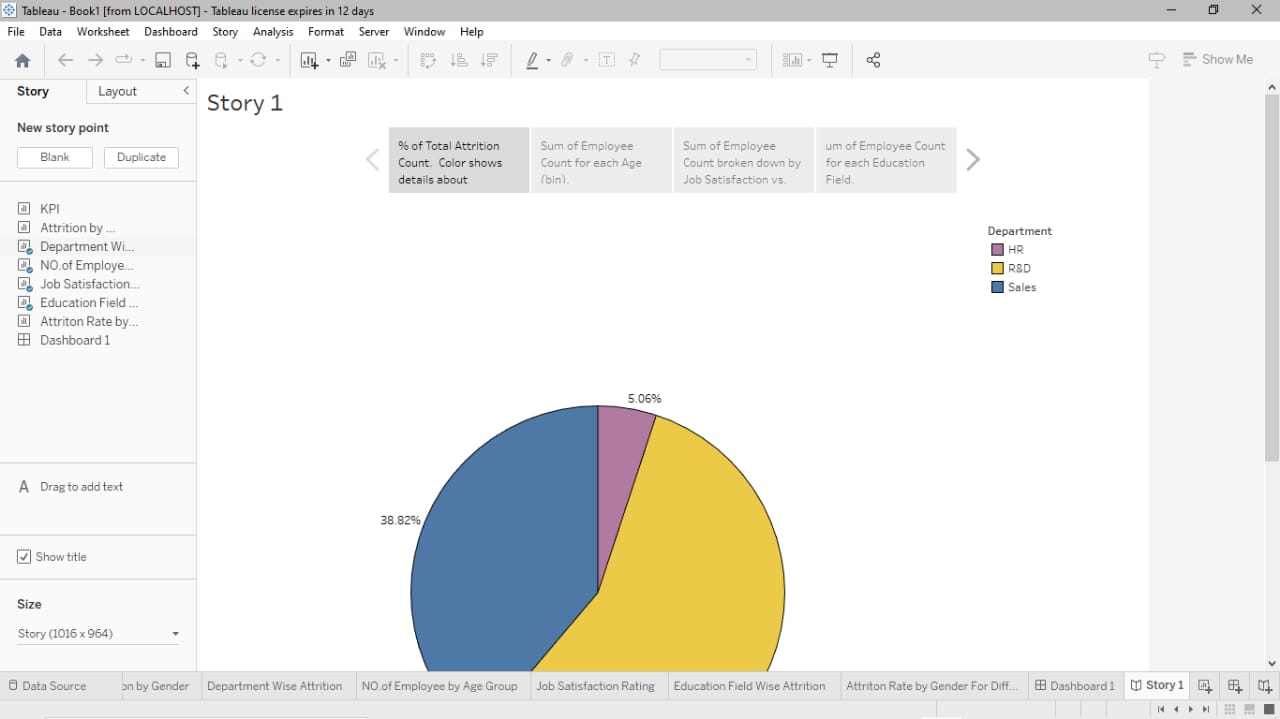 Tableau - Book1 [from LOCALHOST] - Tableau license expires in 12 days
File Data Worksheet Dashboard Story Analysis Format Server Window Help
Show Me
Story Layout
New story point
Blank Duplicate
KPI
Attrition by ...
Department Wi...
NO.of Employe...
Job Satisfaction...
Education Field ...
Attriton Rate by...
Dashboard 1
A Drag to add text
Show title
Size
Story (1016 x 964)
Story 1
% of Total Attrition
Count. Color shows
details about
Sum of Employee
Count for each Age
(bin).
Sum of Employee
Count broken down by
Job Satisfaction vs.
um of Employee Count
for each Education
Field.
Department
HR
R&D
Sales
5.06%
38.82%
Data Source on by Gender Department Wise Attrition NO.of Employee by Age Group Job Satisfaction Rating Education Field Wise Attrition Attriton Rate by Gender For Diff... Dashboard 1 Story 1